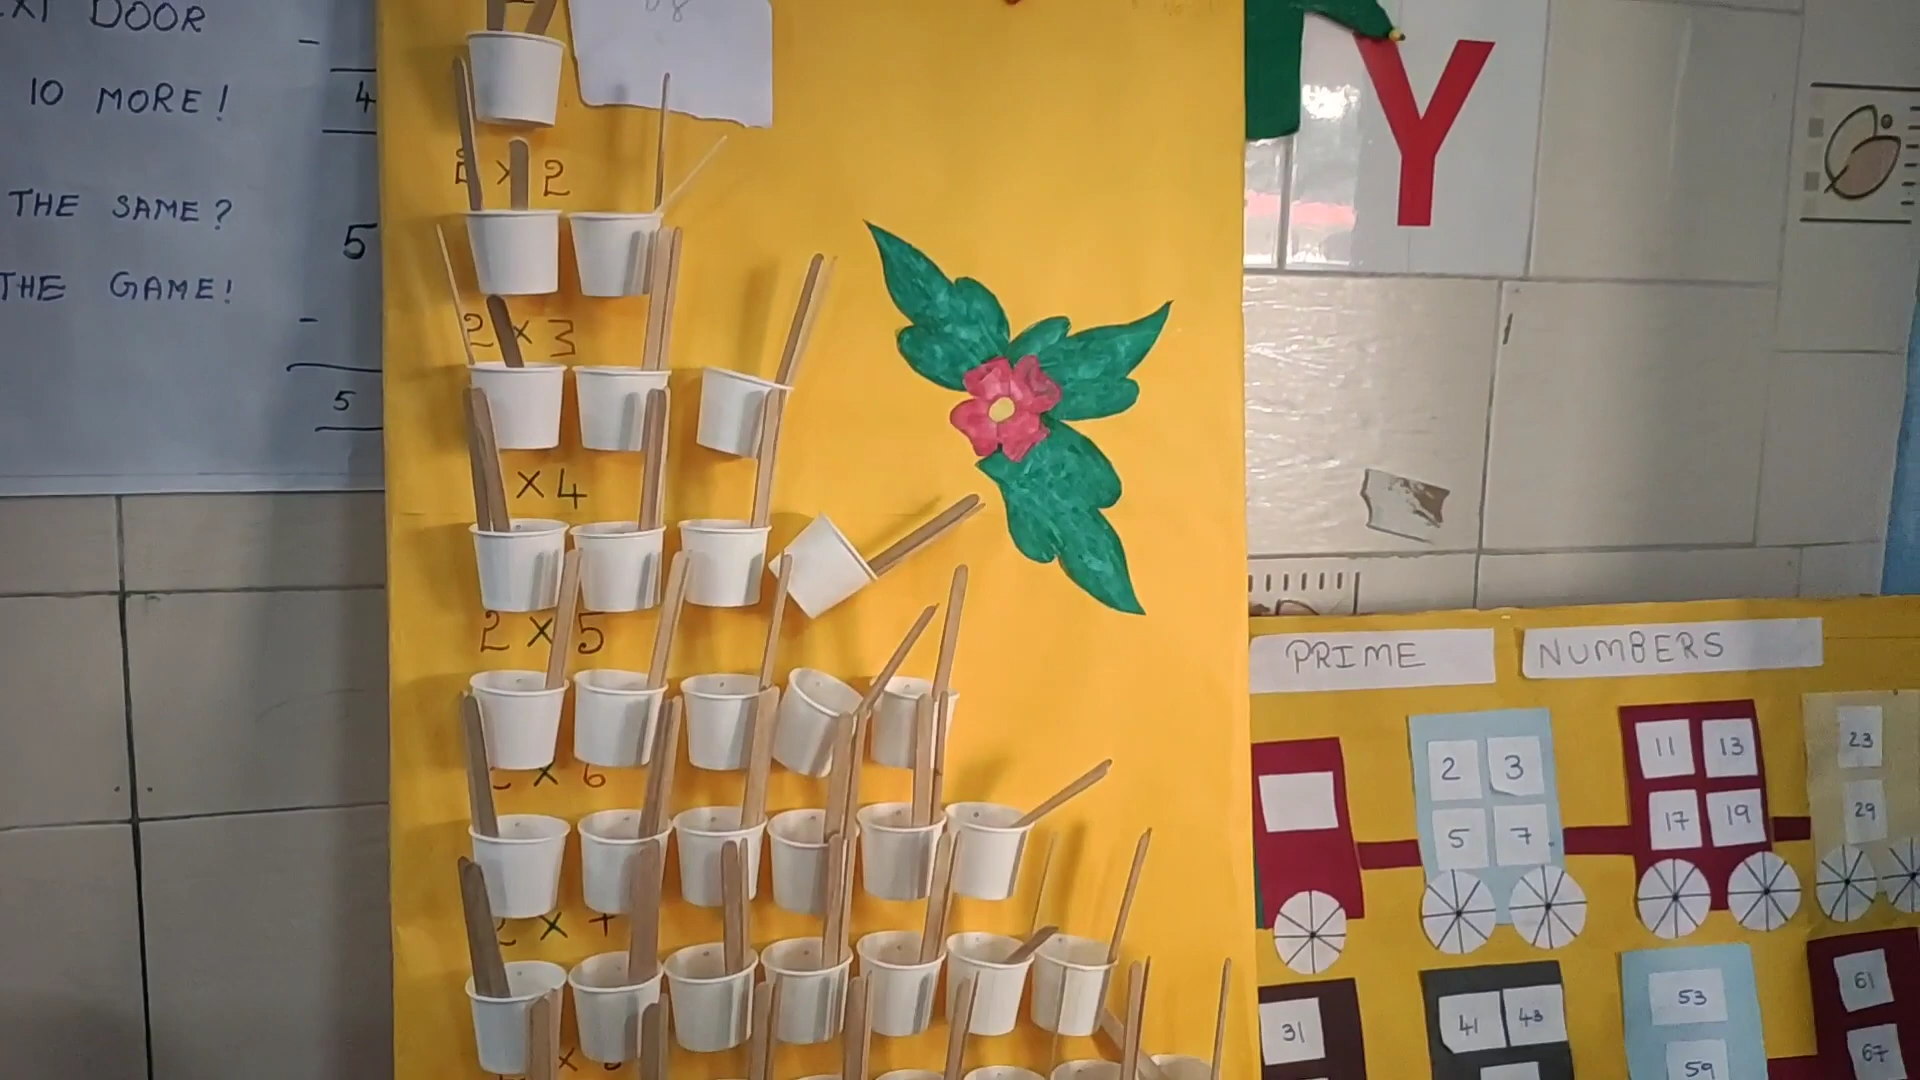 DOOR
10 MORE!
THE SAME?
THE GAME!
-
4
5
-
5
2 × 2
2 × 3
× 4
2 × 5
× 6
×
×
Y
PRIME NUMBERS
2 3
5 7
11 13
17 19
23
29
31
41 43
53
59
61
67